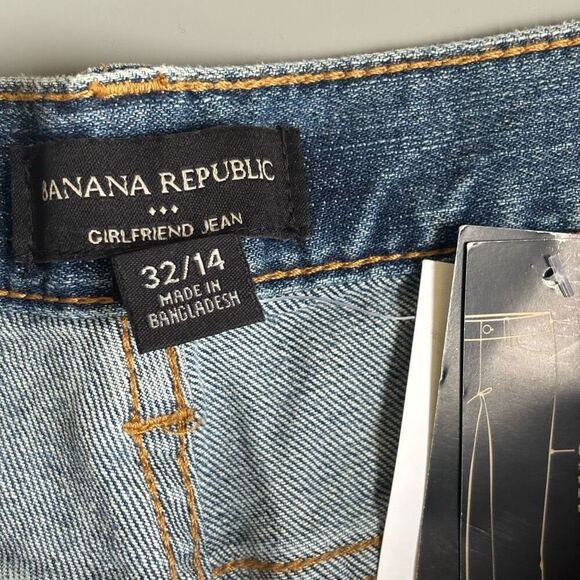 BANANA REPUBLIC
GIRLFRIEND JEAN
32/14
MADE IN
BANGLADESH